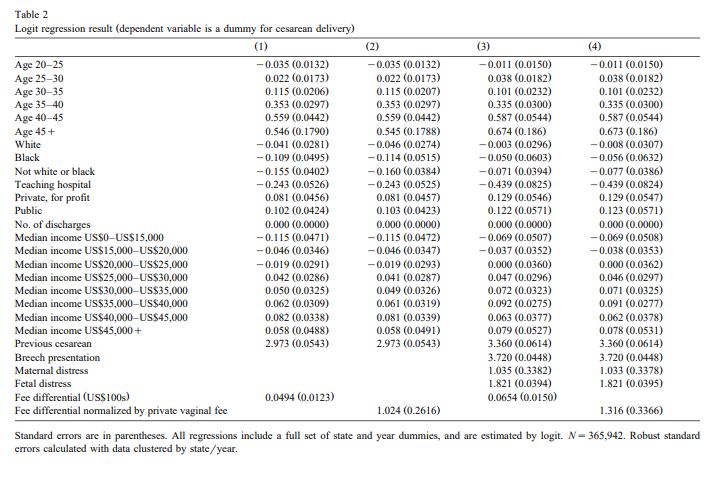 Table 2
Logit regression result (dependent variable is a dummy for cesarean delivery)
(1) (2) (3) (4)
Age 20–25 −0.035 (0.0132) −0.035 (0.0132) −0.011 (0.0150) −0.011 (0.0150)
Age 25–30 0.022 (0.0173) 0.022 (0.0173) 0.038 (0.0182) 0.038 (0.0182)
Age 30–35 0.115 (0.0206) 0.115 (0.0207) 0.101 (0.0232) 0.101 (0.0232)
Age 35–40 0.353 (0.0297) 0.353 (0.0297) 0.335 (0.0300) 0.335 (0.0300)
Age 40–45 0.559 (0.0442) 0.559 (0.0442) 0.587 (0.0544) 0.587 (0.0544)
Age 45+ 0.546 (0.1790) 0.545 (0.1788) 0.674 (0.186) 0.673 (0.186)
White −0.041 (0.0281) −0.046 (0.0274) −0.003 (0.0296) −0.008 (0.0307)
Black −0.109 (0.0495) −0.114 (0.0515) −0.050 (0.0603) −0.056 (0.0632)
Not white or black −0.155 (0.0402) −0.160 (0.0384) −0.071 (0.0394) −0.077 (0.0386)
Teaching hospital −0.243 (0.0526) −0.243 (0.0525) −0.439 (0.0825) −0.439 (0.0824)
Private, for profit 0.081 (0.0456) 0.081 (0.0457) 0.129 (0.0546) 0.129 (0.0547)
Public 0.102 (0.0424) 0.103 (0.0423) 0.122 (0.0571) 0.123 (0.0571)
No. of discharges 0.000 (0.0000) 0.000 (0.0000) 0.000 (0.0000) 0.000 (0.0000)
Median income US$0–US$15,000 −0.115 (0.0471) −0.115 (0.0472) −0.069 (0.0507) −0.069 (0.0508)
Median income US$15,000–US$20,000 −0.046 (0.0346) −0.046 (0.0347) −0.037 (0.0352) −0.038 (0.0353)
Median income US$20,000–US$25,000 −0.019 (0.0291) −0.019 (0.0293) 0.000 (0.0360) 0.000 (0.0362)
Median income US$25,000–US$30,000 0.042 (0.0286) 0.041 (0.0287) 0.047 (0.0296) 0.046 (0.0297)
Median income US$30,000–US$35,000 0.050 (0.0325) 0.049 (0.0326) 0.072 (0.0323) 0.071 (0.0325)
Median income US$35,000–US$40,000 0.062 (0.0309) 0.061 (0.0319) 0.092 (0.0275) 0.091 (0.0277)
Median income US$40,000–US$45,000 0.082 (0.0338) 0.081 (0.0339) 0.063 (0.0377) 0.062 (0.0378)
Median income US$45,000+ 0.058 (0.0488) 0.058 (0.0491) 0.079 (0.0527) 0.078 (0.0531)
Previous cesarean 2.973 (0.0543) 2.973 (0.0543) 3.360 (0.0614) 3.360 (0.0614)
Breech presentation 3.720 (0.0448) 3.720 (0.0448)
Maternal distress 1.035 (0.3382) 1.033 (0.3378)
Fetal distress 1.821 (0.0394) 1.821 (0.0395)
Fee differential (US$100s) 0.0494 (0.0123) 0.0654 (0.0150)
Fee differential normalized by private vaginal fee 1.024 (0.2616) 1.316 (0.3366)
Standard errors are in parentheses. All regressions include a full set of state and year dummies, and are estimated by logit. N = 365,942. Robust standard
errors calculated with data clustered by state/year.